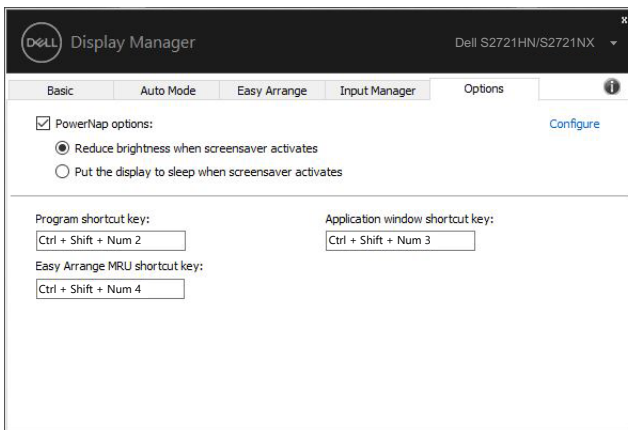 x
DELL Display Manager
Dell S2721HN/S2721NX
Basic Auto Mode Easy Arrange Input Manager Options i
PowerNap options: Configure
Reduce brightness when screensaver activates
Put the display to sleep when screensaver activates
Program shortcut key: Application window shortcut key:
Ctrl + Shift + Num 2 Ctrl + Shift + Num 3
Easy Arrange MRU shortcut key:
Ctrl + Shift + Num 4